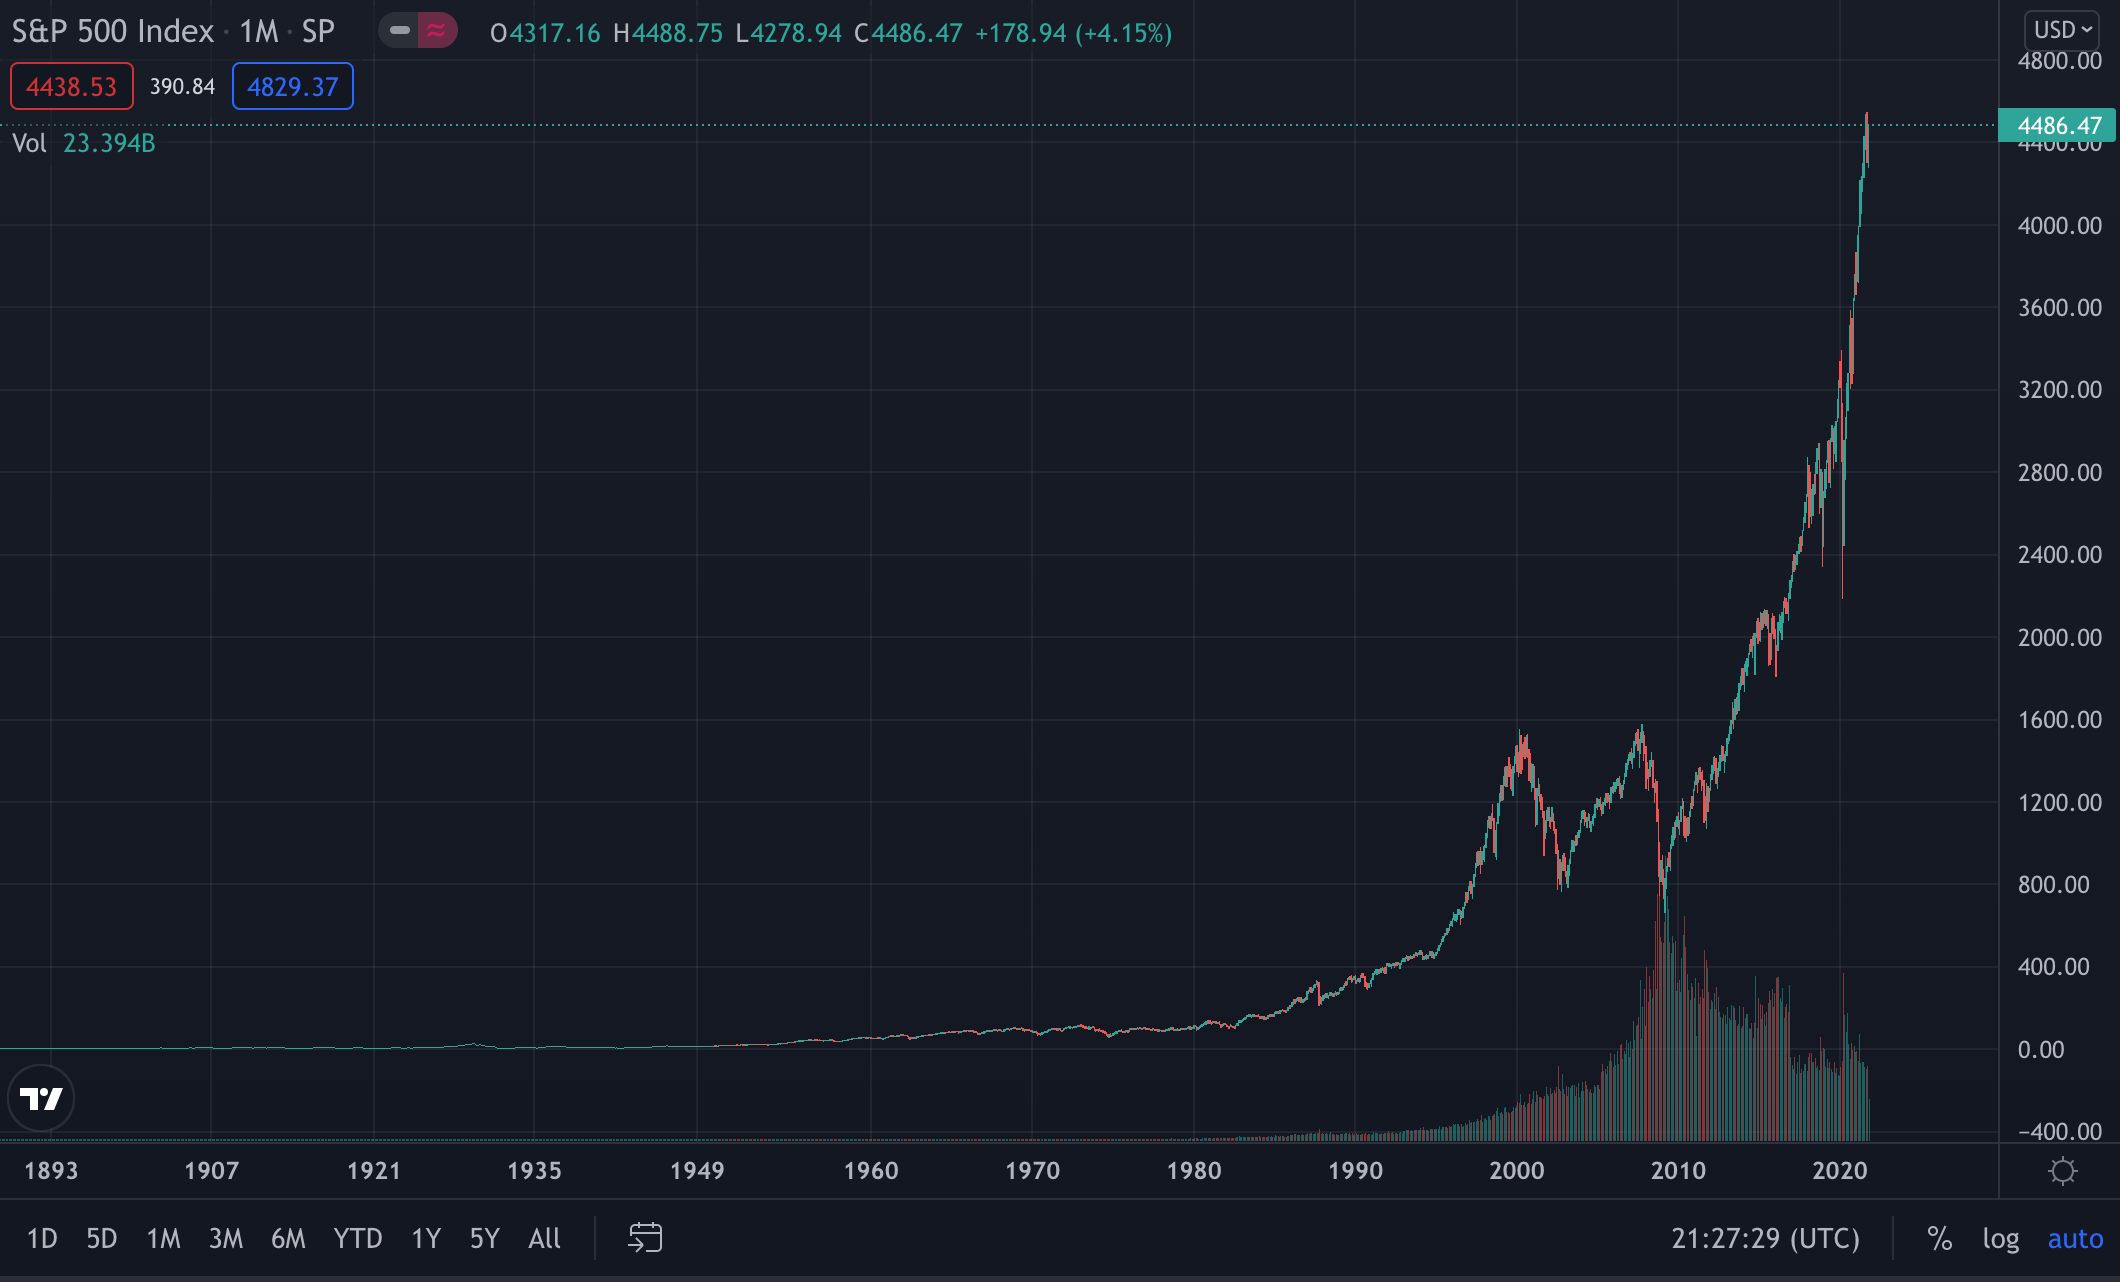 S&P 500 Index · 1M · SP
O4317.16 H4488.75 L4278.94 C4486.47 +178.94 (+4.15%)
USD
4438.53 390.84 4829.37
Vol 23.394B
4800.00
4486.47
4400.00
4000.00
3600.00
3200.00
2800.00
2400.00
2000.00
1600.00
1200.00
800.00
400.00
0.00
−400.00
1893 1907 1921 1935 1949 1960 1970 1980 1990 2000 2010 2020
1D 5D 1M 3M 6M YTD 1Y 5Y All 21:27:29 (UTC) % log auto